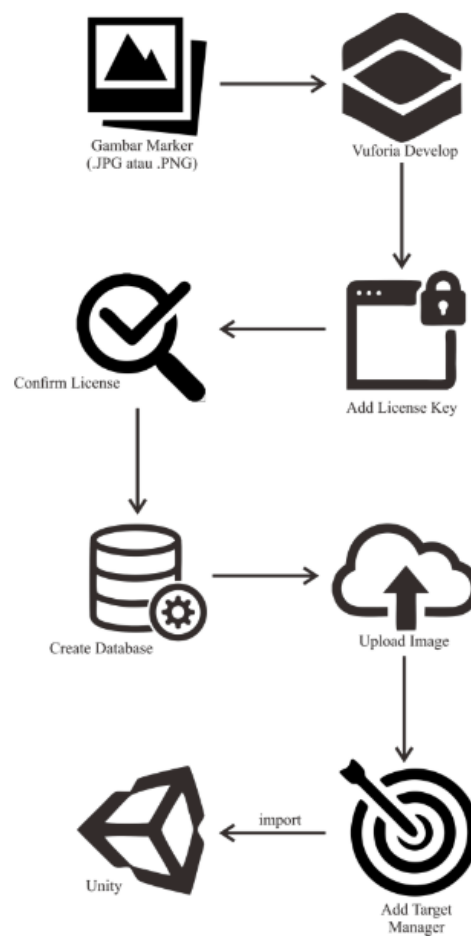 Gambar Marker
(.JPG atau .PNG)
Vuforia Develop
Add License Key
Confirm License
Create Database
Upload Image
Add Target
Manager
import
Unity